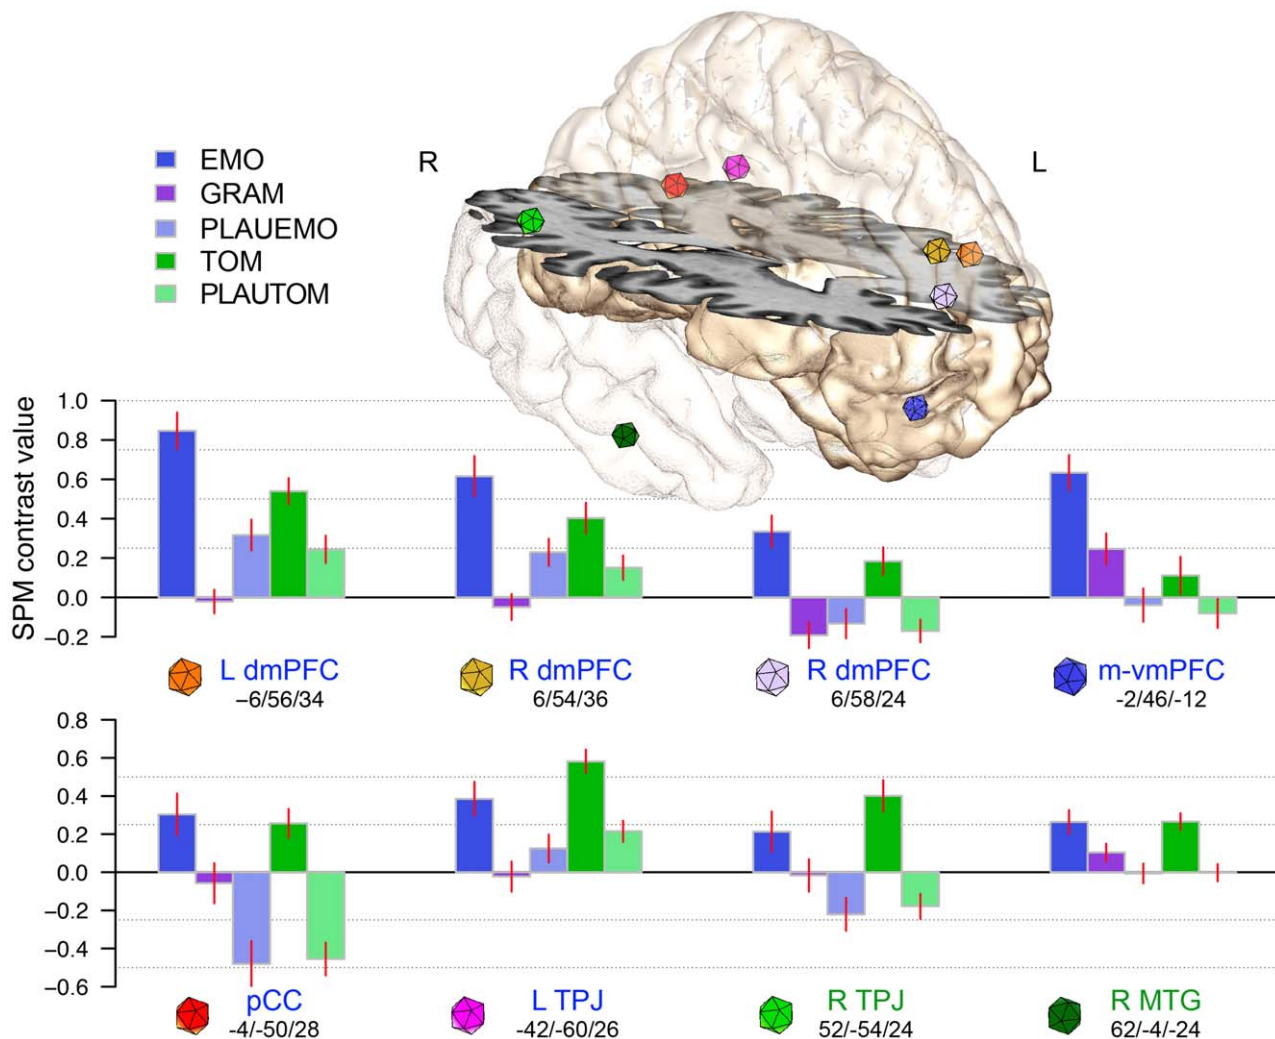 EMO
GRAM
PLAUEMO
TOM
PLAUTOM
R
L
SPM contrast value
1.0
0.8
0.6
0.4
0.2
0.0
−0.2
L dmPFC
−6/56/34
R dmPFC
6/54/36
R dmPFC
6/58/24
m-vmPFC
-2/46/-12
0.8
0.6
0.4
0.2
0.0
−0.2
−0.4
−0.6
pCC
-4/-50/28
L TPJ
-42/-60/26
R TPJ
52/-54/24
R MTG
62/-4/-24